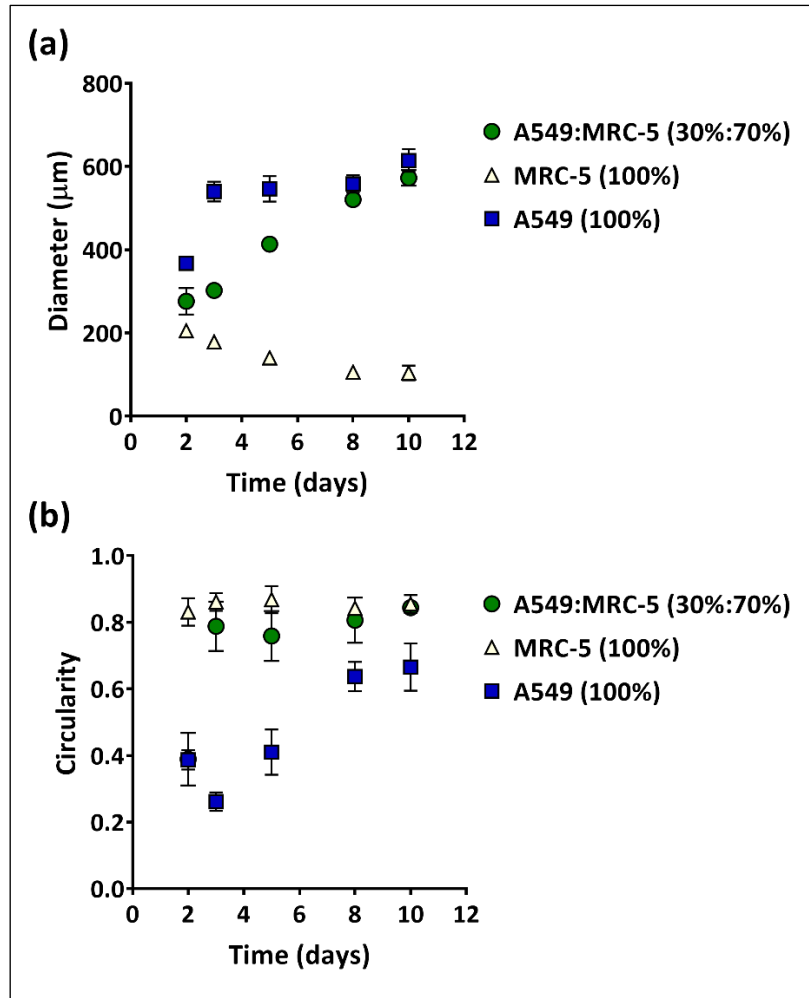 (a)
800
600
400
200
0
Diameter (μm)
0 2 4 6 8 10 12
Time (days)
A549:MRC-5 (30%:70%)
MRC-5 (100%)
A549 (100%)
(b)
1.0
0.8
0.6
0.4
0.2
0.0
Circularity
0 2 4 6 8 10 12
Time (days)
A549:MRC-5 (30%:70%)
MRC-5 (100%)
A549 (100%)